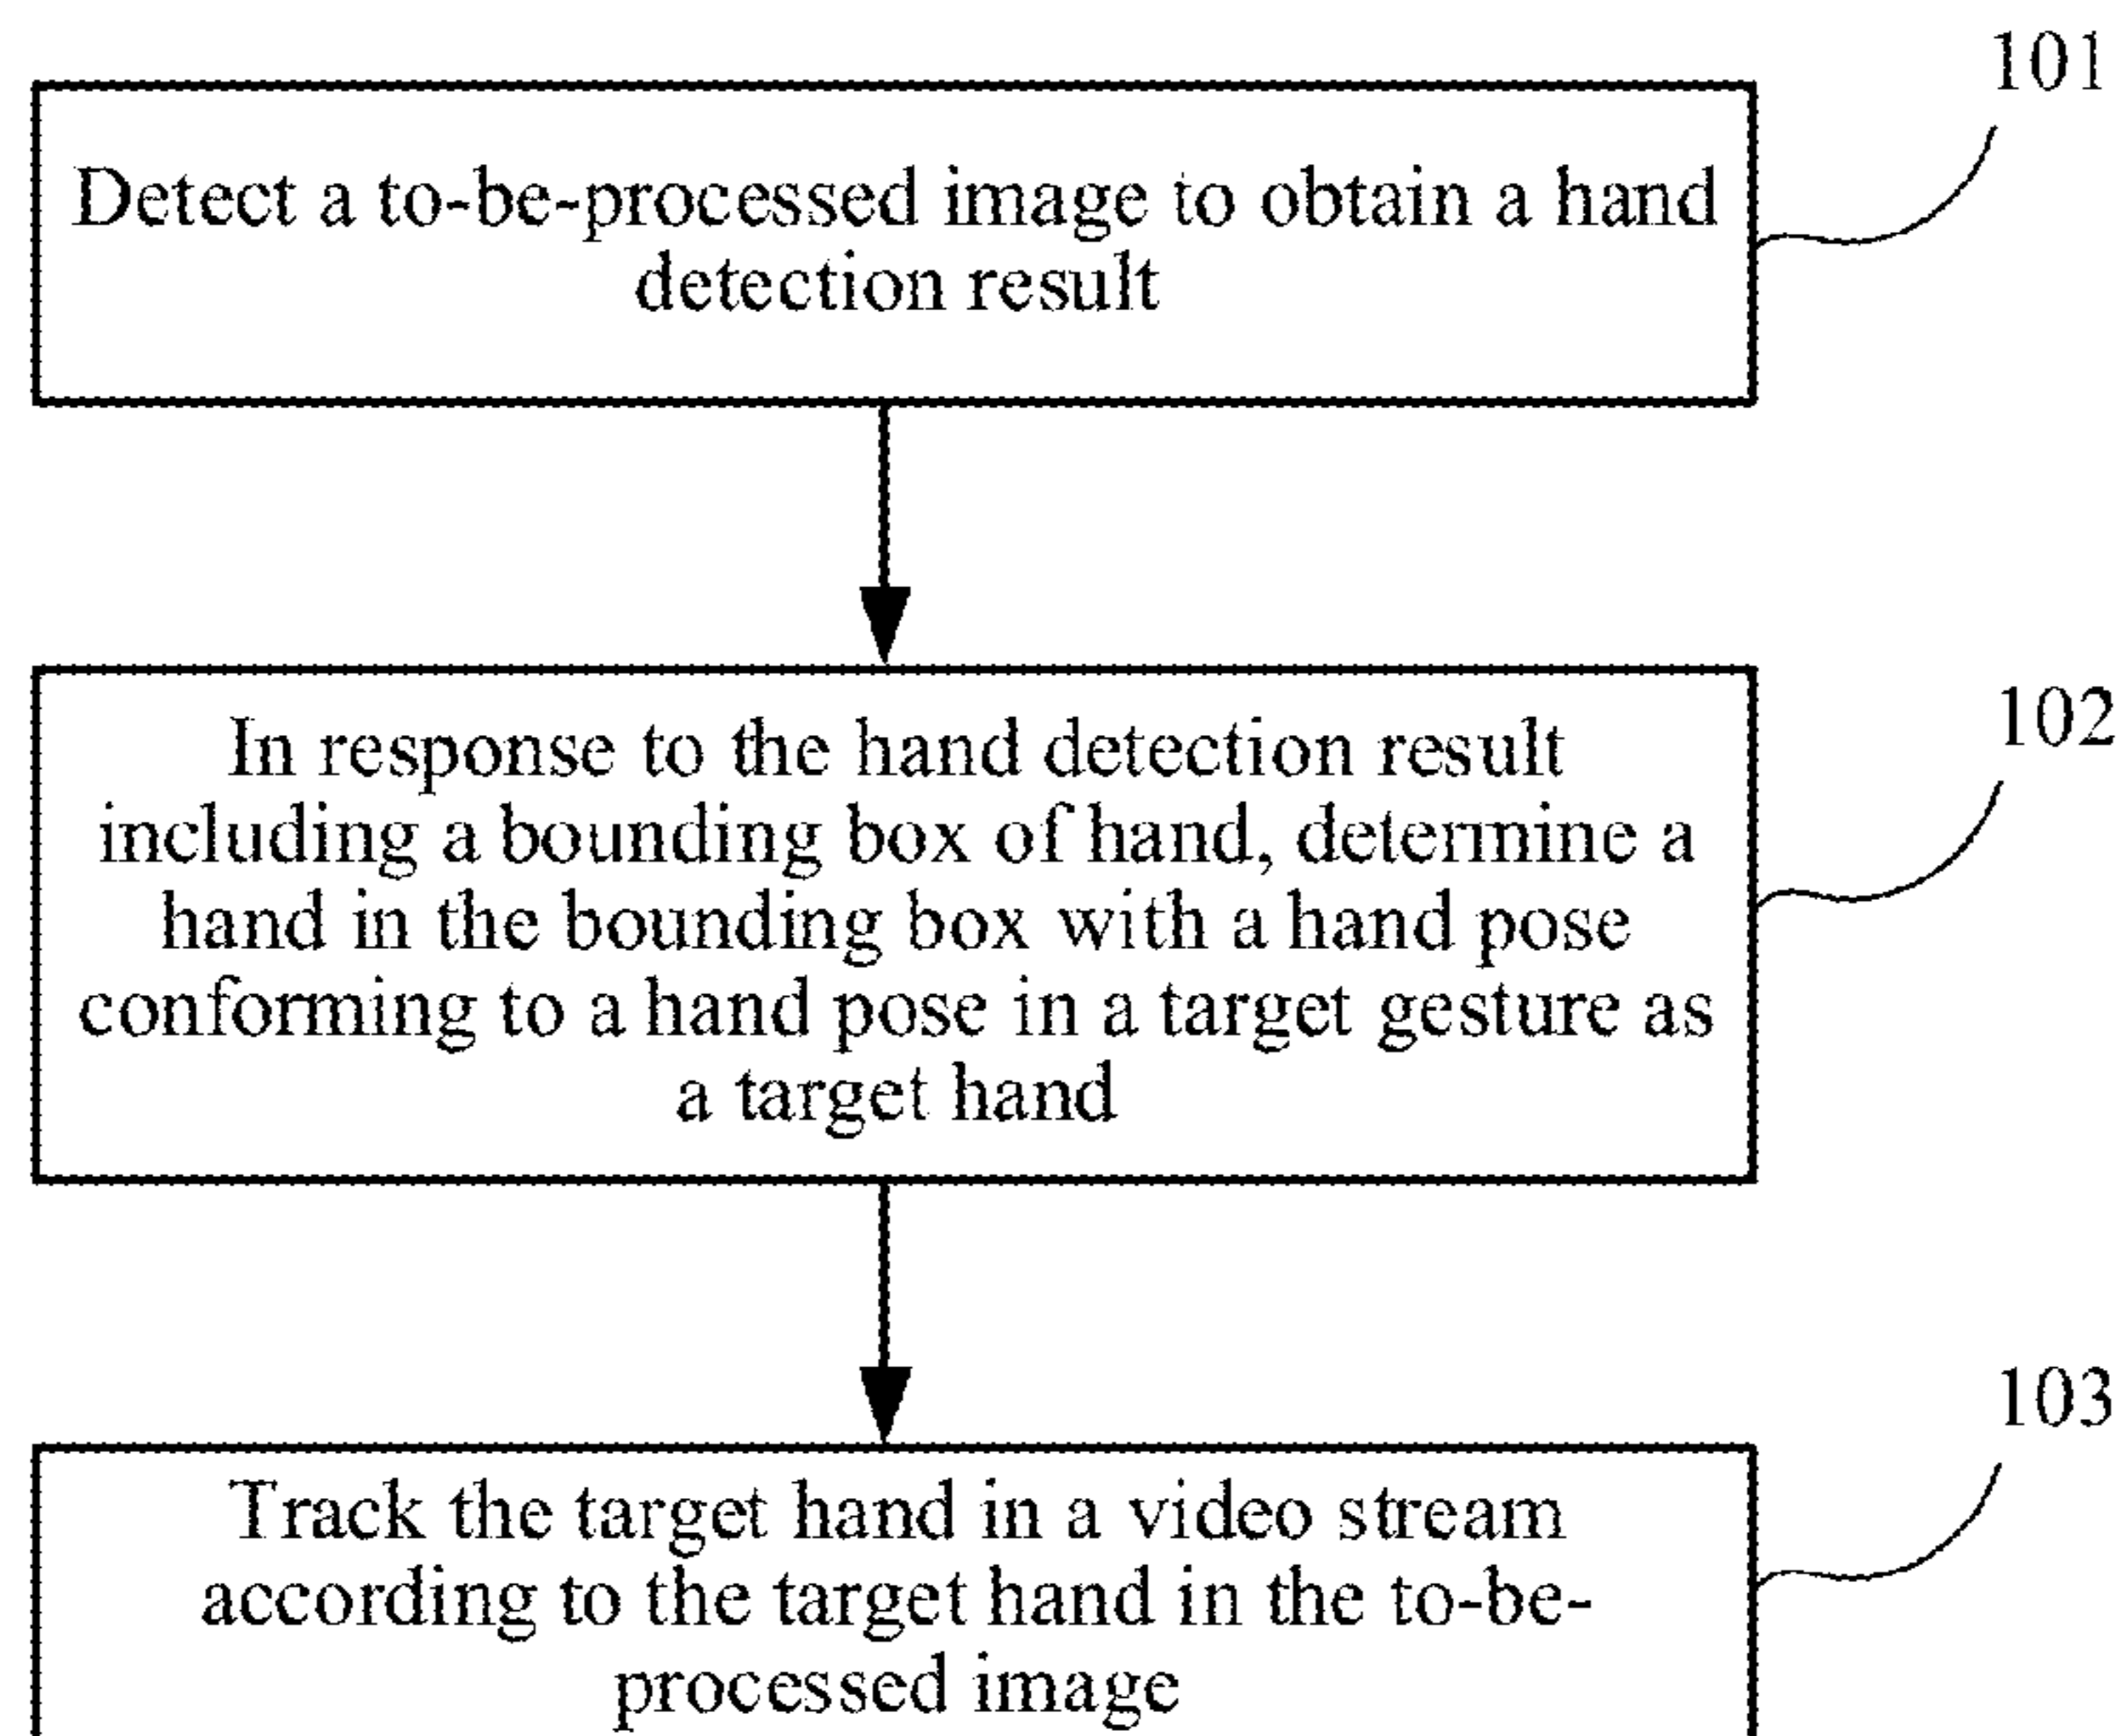 101
Detect a to-be-processed image to obtain a hand
detection result
102
In response to the hand detection result
including a bounding box of hand, determine a
hand in the bounding box with a hand pose
conforming to a hand pose in a target gesture as
a target hand
103
Track the target hand in a video stream
according to the target hand in the to-be-
processed image